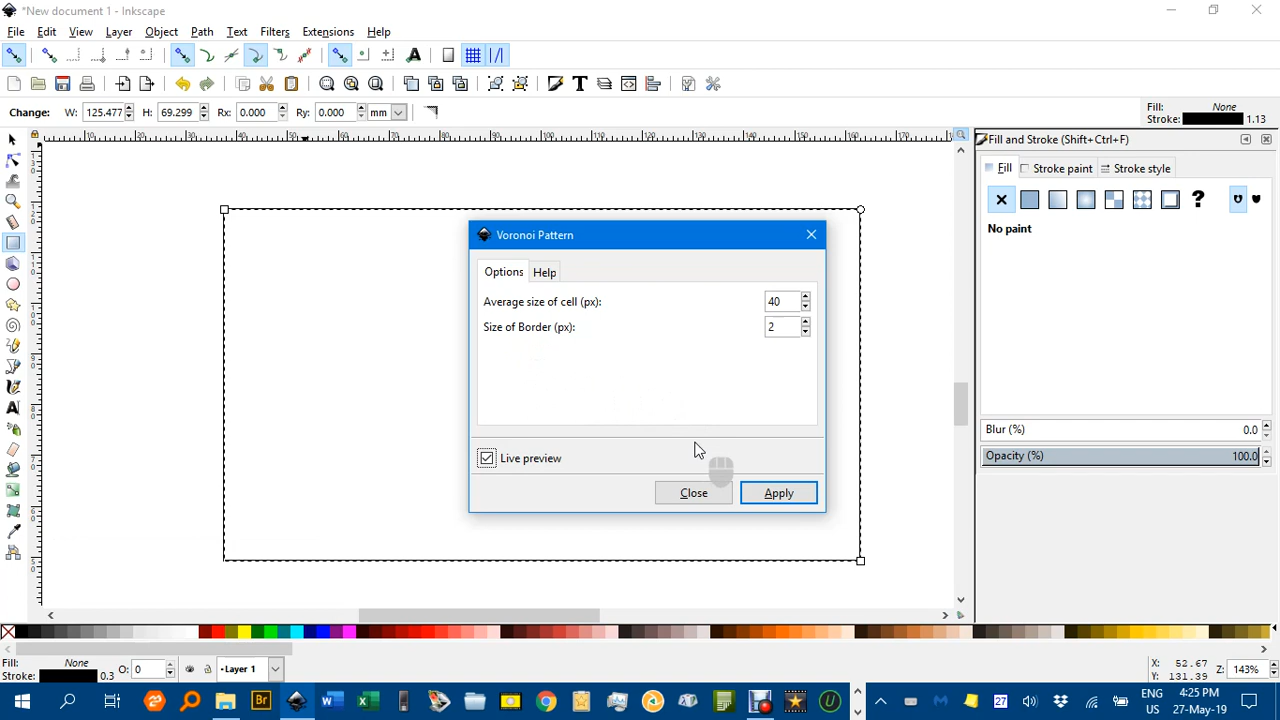 *New document 1 - Inkscape
File Edit View Layer Object Path Text Filters Extensions Help
Change: W: 125.477 H: 69.299 Rx: 0.000 Ry: 0.000 mm
Fill: None
Stroke: 1.13
Fill and Stroke (Shift+Ctrl+F)
Fill Stroke paint Stroke style
No paint
Voronoi Pattern
Options Help
Average size of cell (px): 40
Size of Border (px): 2
Live preview
Close Apply
Blur (%) 0.0
Opacity (%) 100.0
Fill: None
Stroke: 0.3
O: 0
Layer 1
X: 52.67
Y: 131.39
Z: 143%
ENG
US
4:25 PM
27-May-19